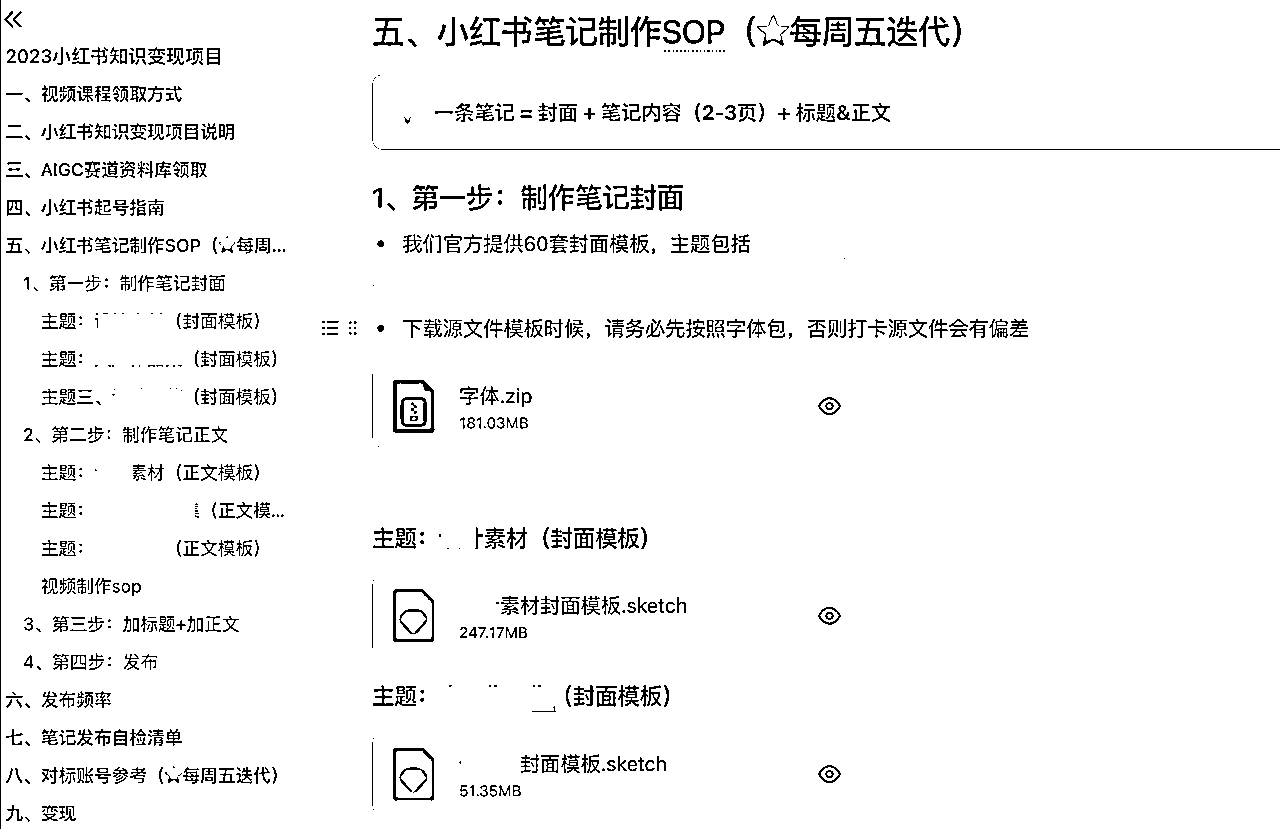 2023小红书知识变现项目
一、视频课程领取方式
二、小红书知识变现项目说明
三、AIGC赛道资料库领取
四、小红书起号指南
五、小红书笔记制作SOP（☆每周...
1、第一步：制作笔记封面
主题：（封面模板）
主题：（封面模板）
主题三、（封面模板）
2、第二步：制作笔记正文
主题：素材（正文模板）
主题：（正文模...
主题：（正文模板）
视频制作sop
3、第三步：加标题+加正文
4、第四步：发布
六、发布频率
七、笔记发布自检清单
八、对标账号参考（☆每周五迭代）
九、变现
五、小红书笔记制作SOP（☆每周五迭代）
一条笔记 = 封面 + 笔记内容（2-3页）+ 标题&正文
1、第一步：制作笔记封面
• 我们官方提供60套封面模板，主题包括
• 下载源文件模板时候，请务必先按照字体包，否则打卡源文件会有偏差
字体.zip
181.03MB
主题：素材（封面模板）
素材封面模板.sketch
247.17MB
主题：（封面模板）
封面模板.sketch
51.35MB